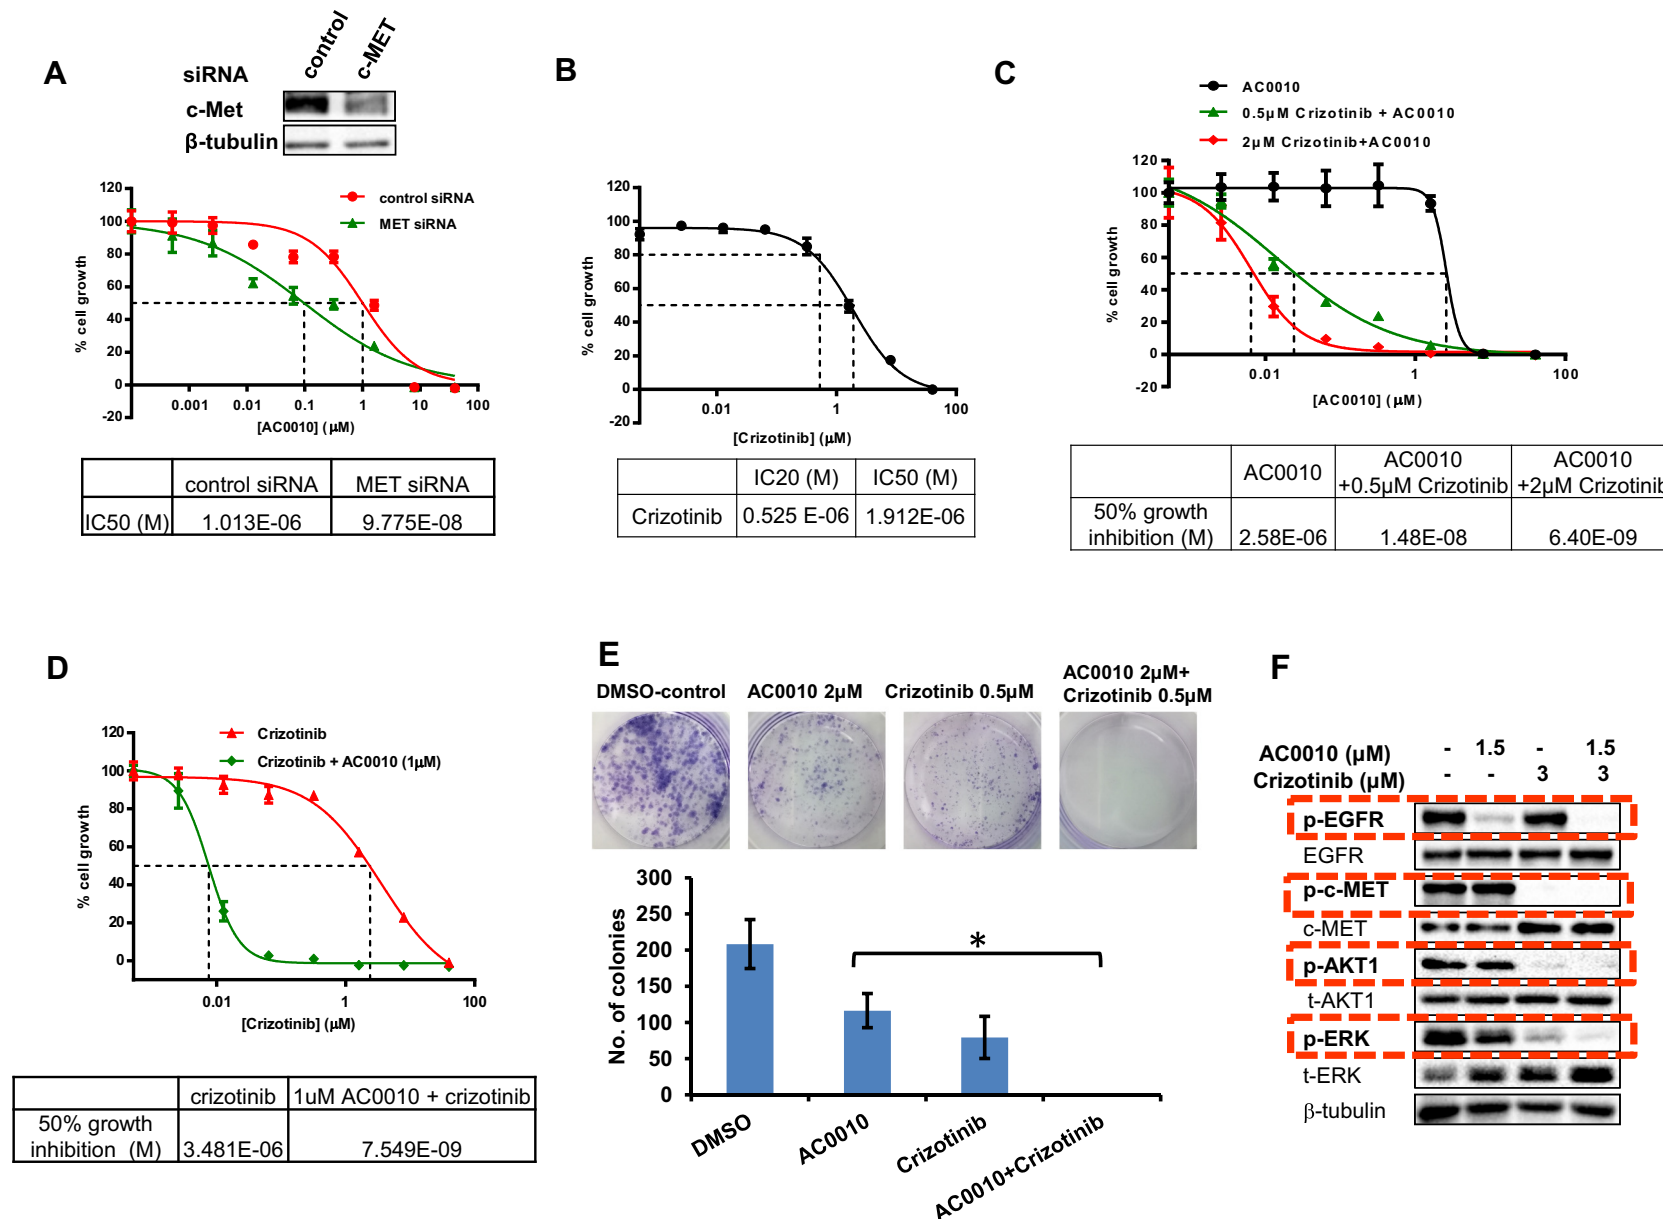 A
siRNA
control
c-MET
c-Met
β-tubulin
control siRNA
MET siRNA
120
100
80
60
40
20
0
-20
% cell growth
0.001
0.01
0.1
1
10
100
[AC0010] (μM)
control siRNA
MET siRNA
IC50 (M)
1.013E-06
9.775E-08
B
120
100
80
60
40
20
0
-20
% cell growth
0.01
1
100
[Crizotinib] (μM)
IC20 (M)
IC50 (M)
Crizotinib
0.525 E-06
1.912E-06
C
AC0010
0.5μM Crizotinib + AC0010
2μM Crizotinib+AC0010
120
100
80
60
40
20
0
-20
% cell growth
0.01
1
100
[AC0010] (μM)
AC0010
AC0010
+0.5μM Crizotinib
AC0010
+2μM Crizotinib
50% growth
inhibition (M)
2.58E-06
1.48E-08
6.40E-09
D
Crizotinib
Crizotinib + AC0010 (1μM)
120
100
80
60
40
20
0
% cell growth
0.01
1
100
[Crizotinib] (μM)
crizotinib
1uM AC0010 + crizotinib
50% growth
inhibition (M)
3.481E-06
7.549E-09
E
DMSO-control
AC0010 2μM
Crizotinib 0.5μM
AC0010 2μM+
Crizotinib 0.5μM
300
250
200
150
100
50
0
No. of colonies
*
DMSO
AC0010
Crizotinib
AC0010+Crizotinib
F
AC0010 (μM) - 1.5 - 1.5
Crizotinib (μM) - - 3 3
p-EGFR
EGFR
p-c-MET
c-MET
p-AKT1
t-AKT1
p-ERK
t-ERK
β-tubulin